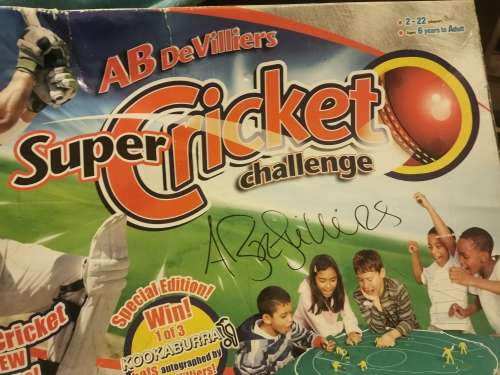 AB DeVilliers
2 - 22
6 years to Adult
Super Cricket
challenge
ABdeVilliers
Special Edition!
Win!
1 of 3
KOOKABURRA
autographed by
Cricket